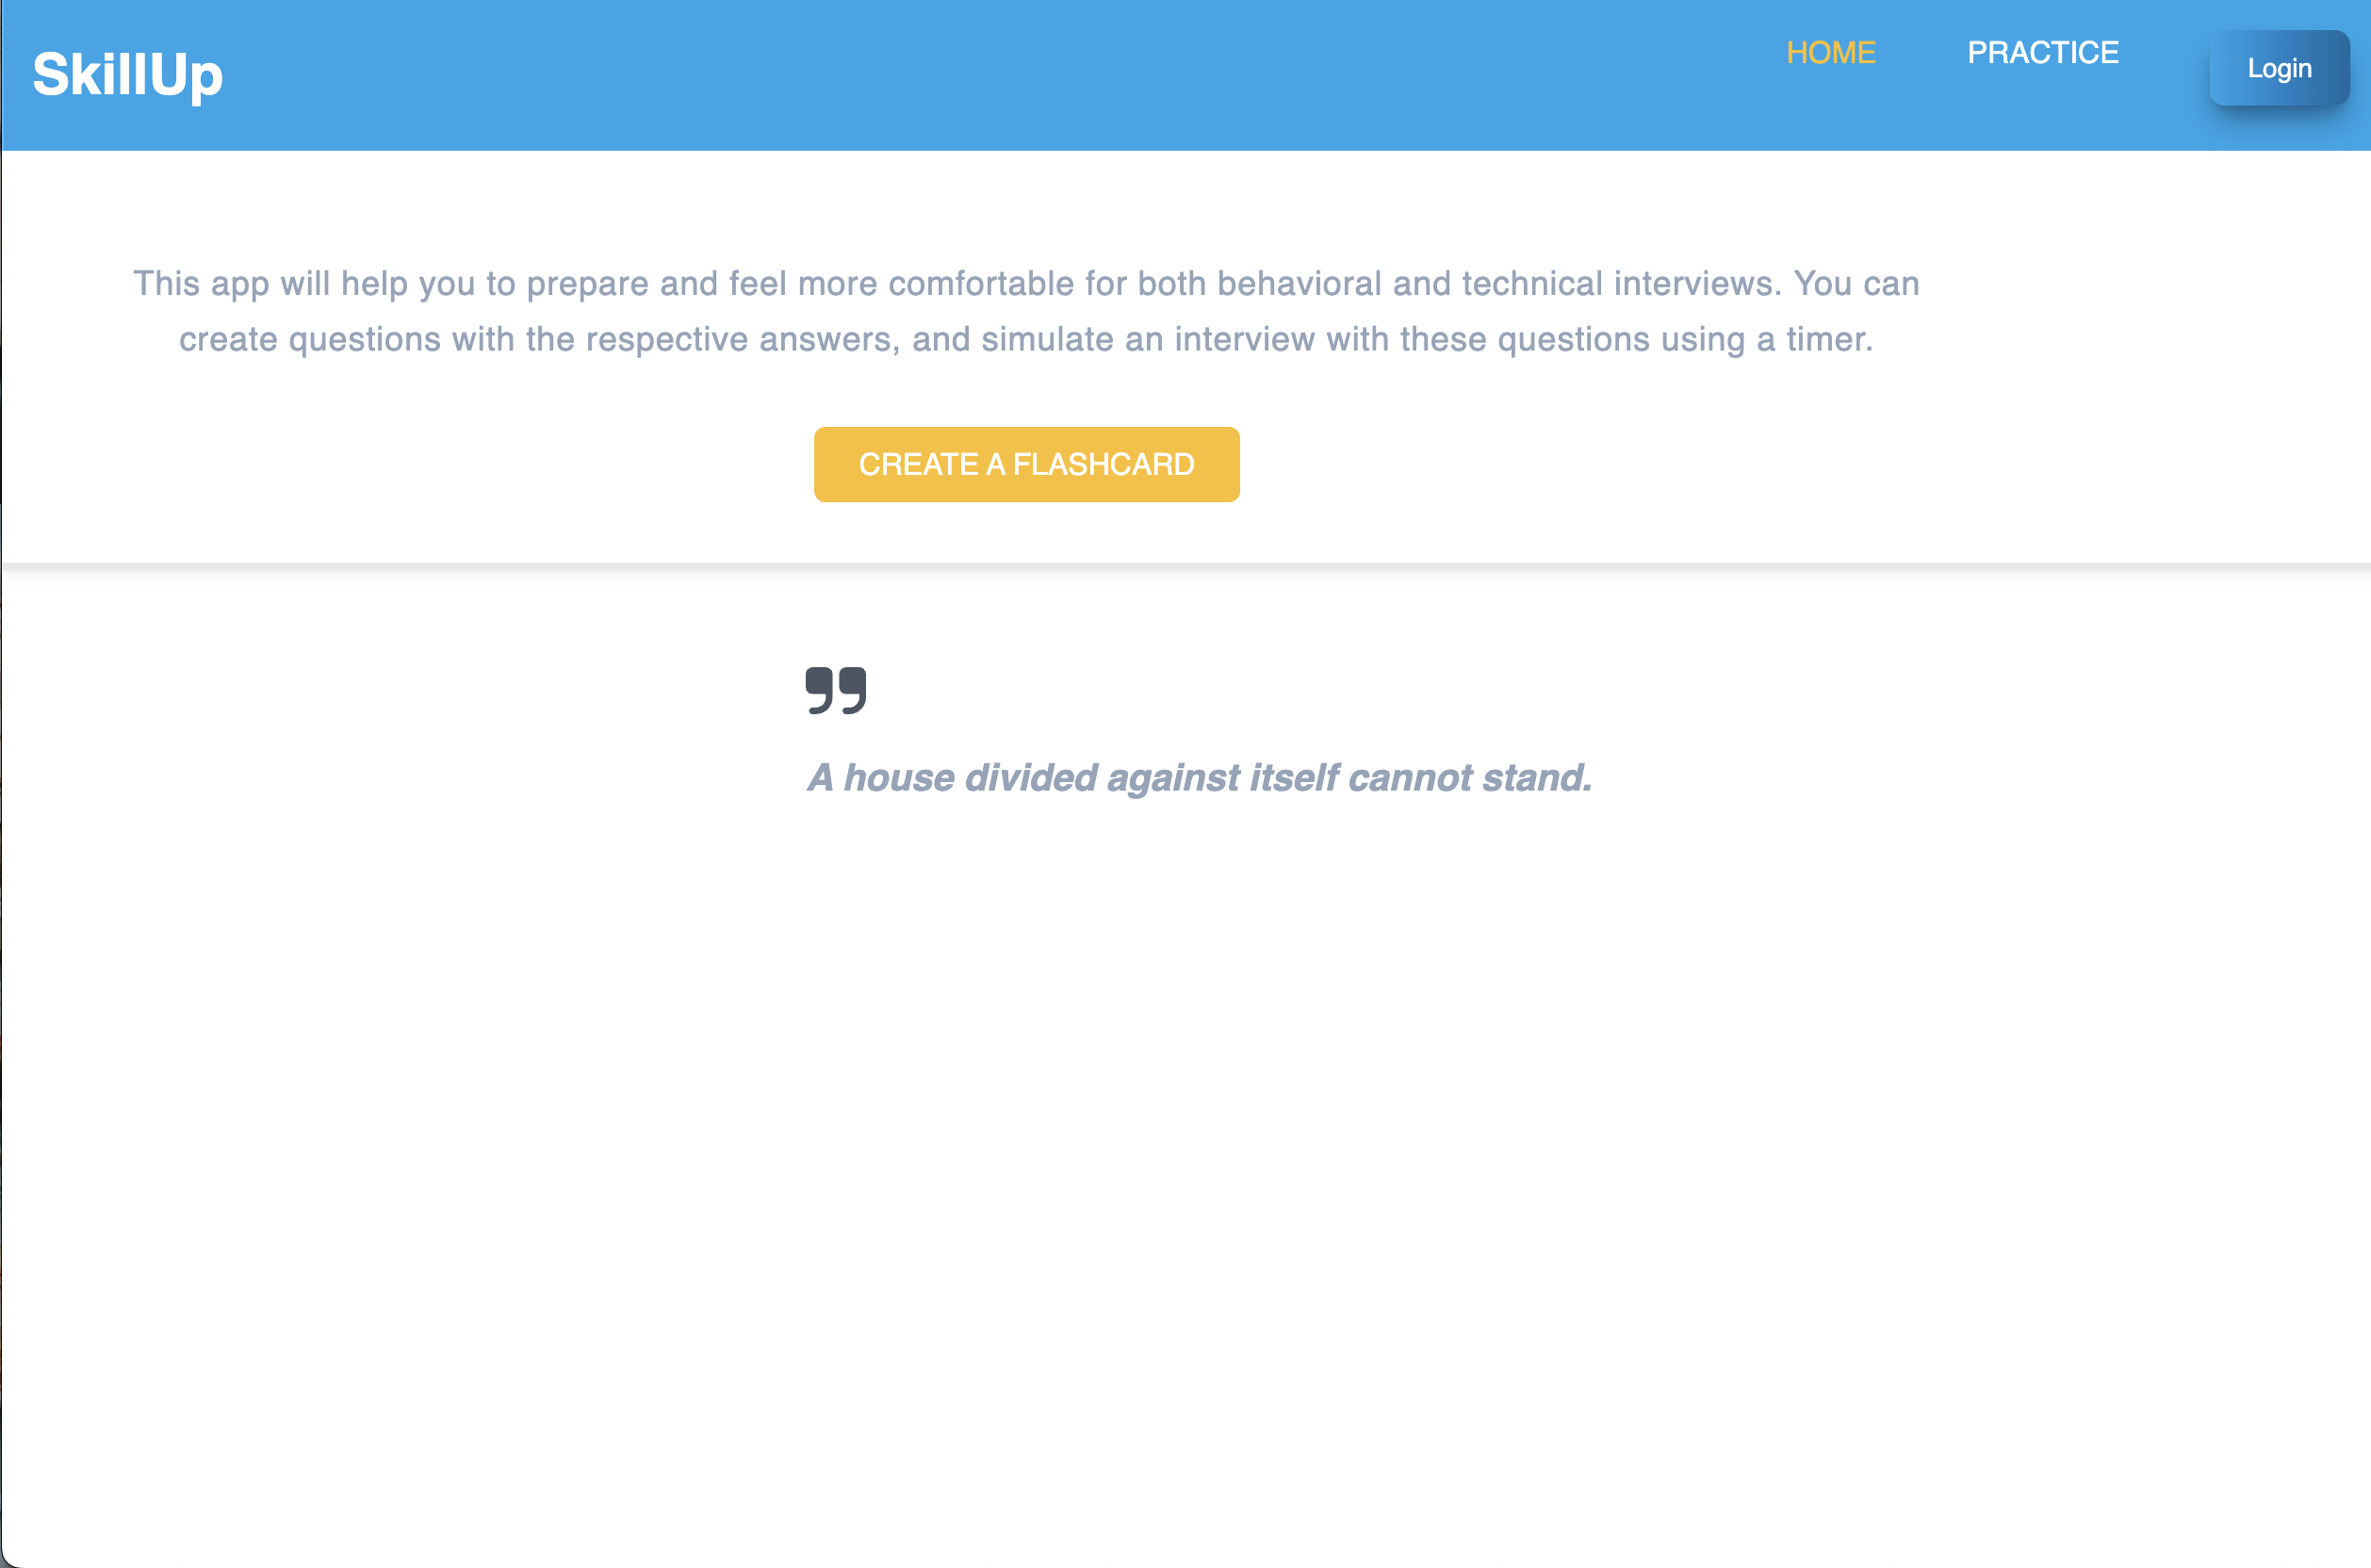 SkillUp
HOME
PRACTICE
Login
This app will help you to prepare and feel more comfortable for both behavioral and technical interviews. You can
create questions with the respective answers, and simulate an interview with these questions using a timer.
CREATE A FLASHCARD
”
A house divided against itself cannot stand.